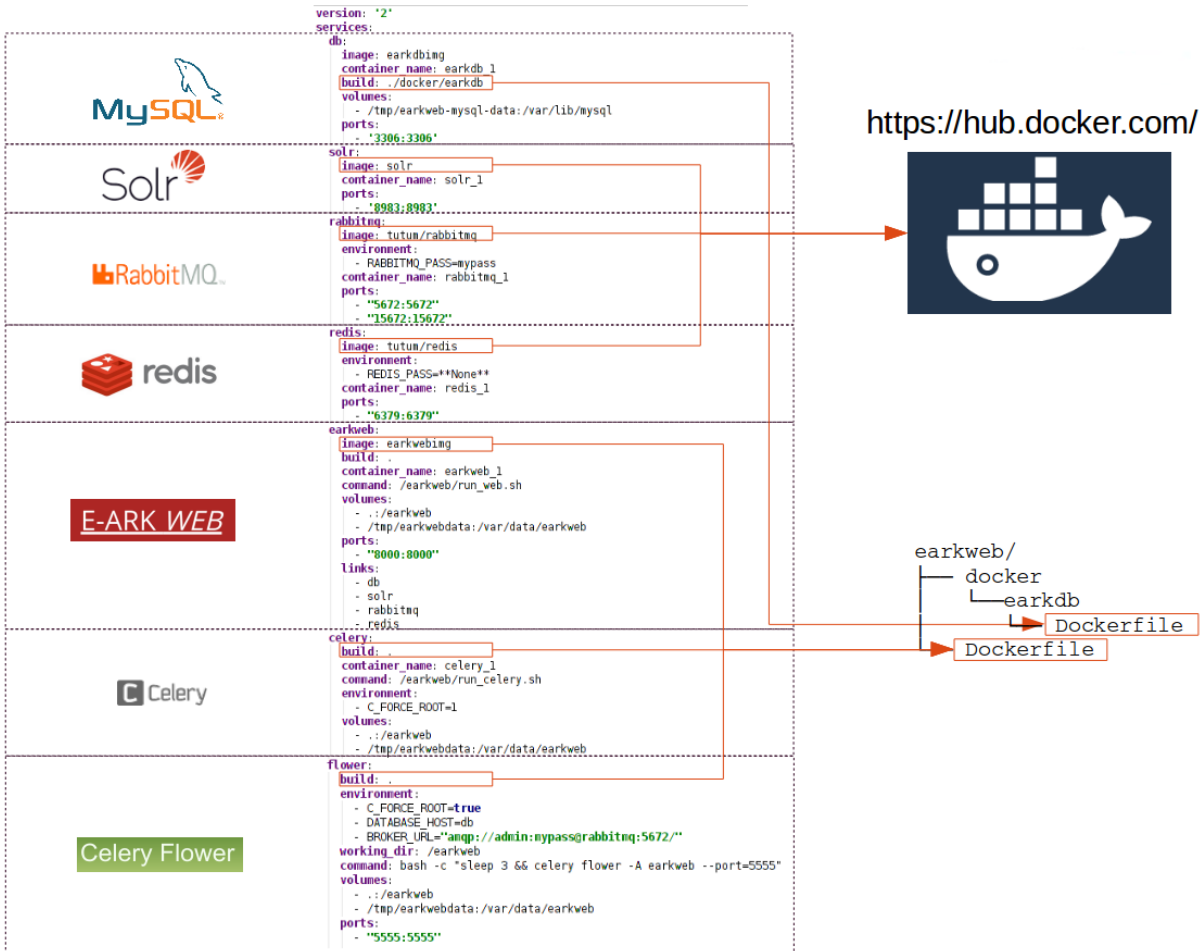 version: '2'
services:
db:
image: earkdbimg
container_name: earkdb_1
build: ./docker/earkdb
volumes:
- /tmp/earkweb-mysql-data:/var/lib/mysql
ports:
- '3306:3306'
MySQL
https://hub.docker.com/
solr:
image: solr
container_name: solr_1
ports:
- '8983:8983'
Solr
rabbitmq:
image: tutum/rabbitmq
environment:
- RABBITMQ_PASS=mypass
container_name: rabbitmq_1
ports:
- "5672:5672"
- "15672:15672"
RabbitMQ
redis:
image: tutum/redis
environment:
- REDIS_PASS=**None**
container_name: redis_1
ports:
- "6379:6379"
redis
earkweb:
image: earkwebimg
build: .
container_name: earkweb_1
command: /earkweb/run_web.sh
volumes:
- .:/earkweb
- /tmp/earkwebdata:/var/data/earkweb
ports:
- "8000:8000"
links:
- db
- solr
- rabbitmq
- redis
E-ARK WEB
earkweb/
docker
earkdb
Dockerfile
Dockerfile
celery:
build: .
container_name: celery_1
command: /earkweb/run_celery.sh
environment:
- C_FORCE_ROOT=1
volumes:
- .:/earkweb
- /tmp/earkwebdata:/var/data/earkweb
C Celery
flower:
build: .
environment:
- C_FORCE_ROOT=true
- DATABASE_HOST=db
- BROKER_URL="amqp://admin:mypass@rabbitmq:5672/"
working_dir: /earkweb
command: bash -c "sleep 3 && celery flower -A earkweb --port=5555"
volumes:
- .:/earkweb
- /tmp/earkwebdata:/var/data/earkweb
ports:
- "5555:5555"
Celery Flower